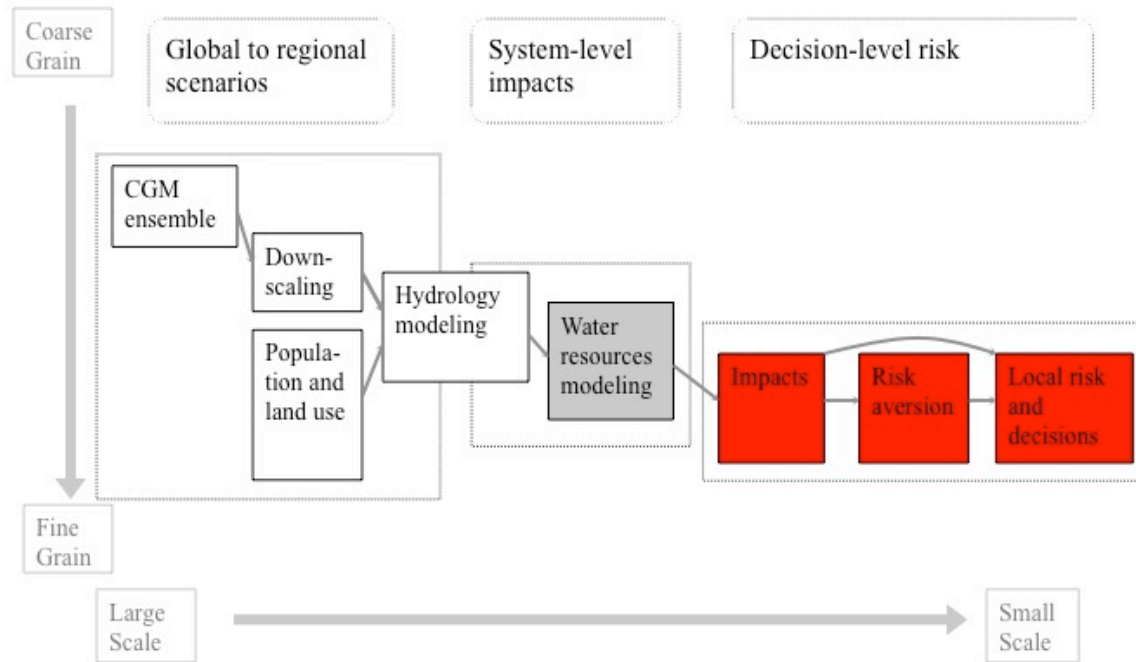 Coarse
Grain
Global to regional
scenarios
System-level
impacts
Decision-level risk
CGM
ensemble
Down-
scaling
Hydrology
modeling
Popula-
tion and
land use
Water
resources
modeling
Impacts
Risk
aversion
Local risk
and
decisions
Fine
Grain
Large
Scale
Small
Scale